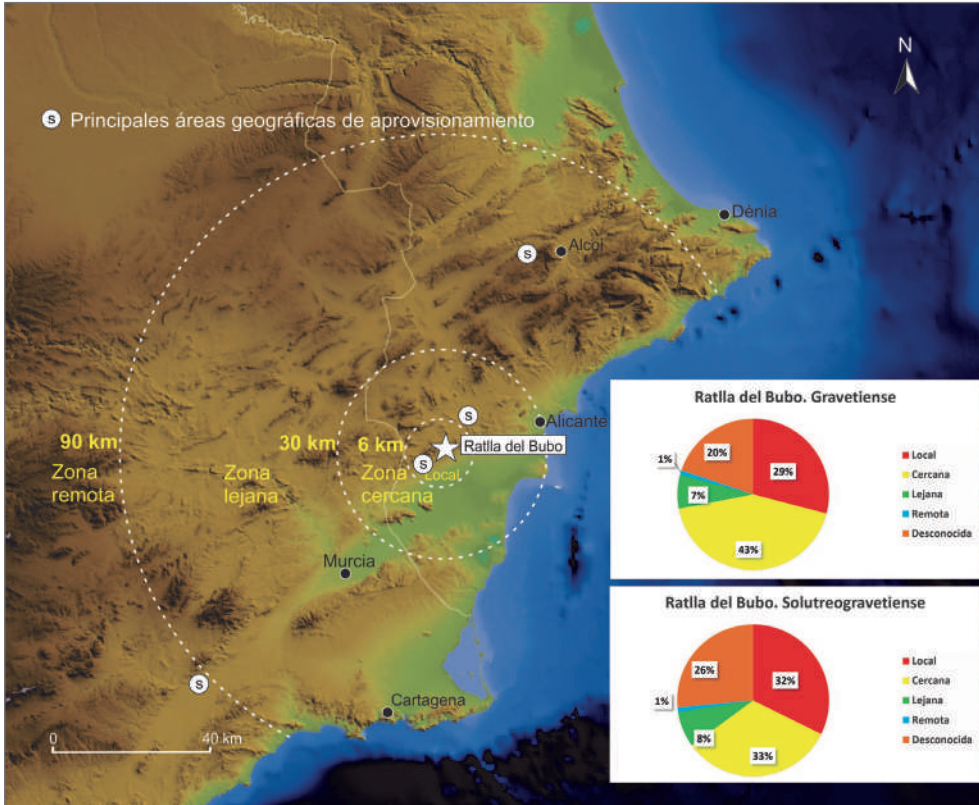 N
S Principales áreas geográficas de aprovisionamiento
Dénia
S
Alcoi
S
Alicante
90 km
30 km
6 km
Ratlla del Bubo
Zona
remota
Zona
lejana
Zona
cercana
S
Local
Murcia
S
Cartagena
0
40 km
Ratlla del Bubo. Gravetiense
20%
1%
29%
7%
43%
Local
Cercana
Lejana
Remota
Desconocida
Ratlla del Bubo. Solutreogravetiense
26%
32%
1%
8%
33%
Local
Cercana
Lejana
Remota
Desconocida